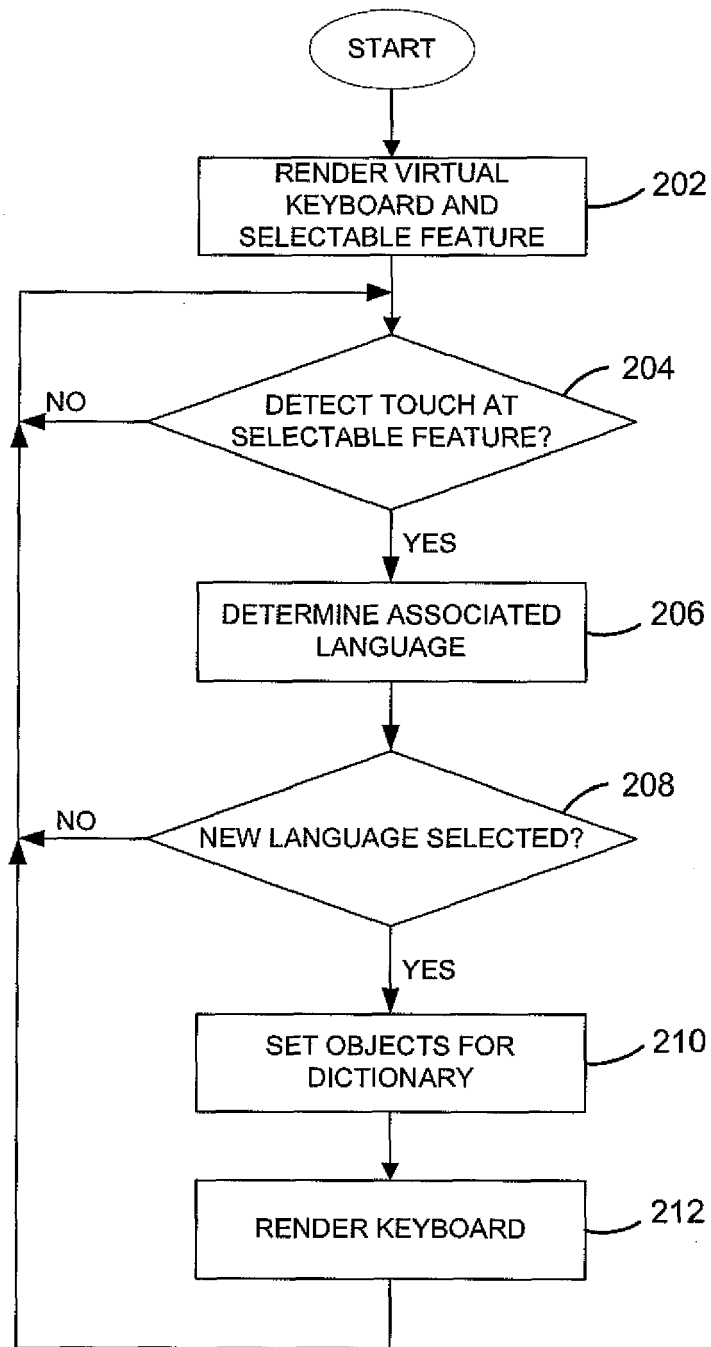 START
RENDER VIRTUAL
KEYBOARD AND
SELECTABLE FEATURE
202
204
NO
DETECT TOUCH AT
SELECTABLE FEATURE?
YES
DETERMINE ASSOCIATED
LANGUAGE
206
208
NO
NEW LANGUAGE SELECTED?
YES
SET OBJECTS FOR
DICTIONARY
210
RENDER KEYBOARD
212